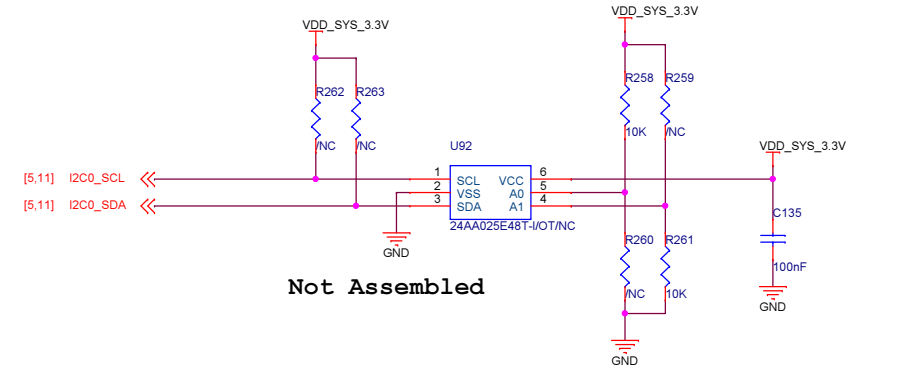 VDD_SYS_3.3V
VDD_SYS_3.3V
R262 R263
R258 R259
/NC /NC
10K /NC
U92
VDD_SYS_3.3V
[5,11] I2C0_SCL
1 SCL VCC 6
2 VSS A0 5
[5,11] I2C0_SDA
3 SDA A1 4
24AA025E48T-I/OT/NC
C135
GND
R260 R261
100nF
Not Assembled
/NC 10K
GND
GND